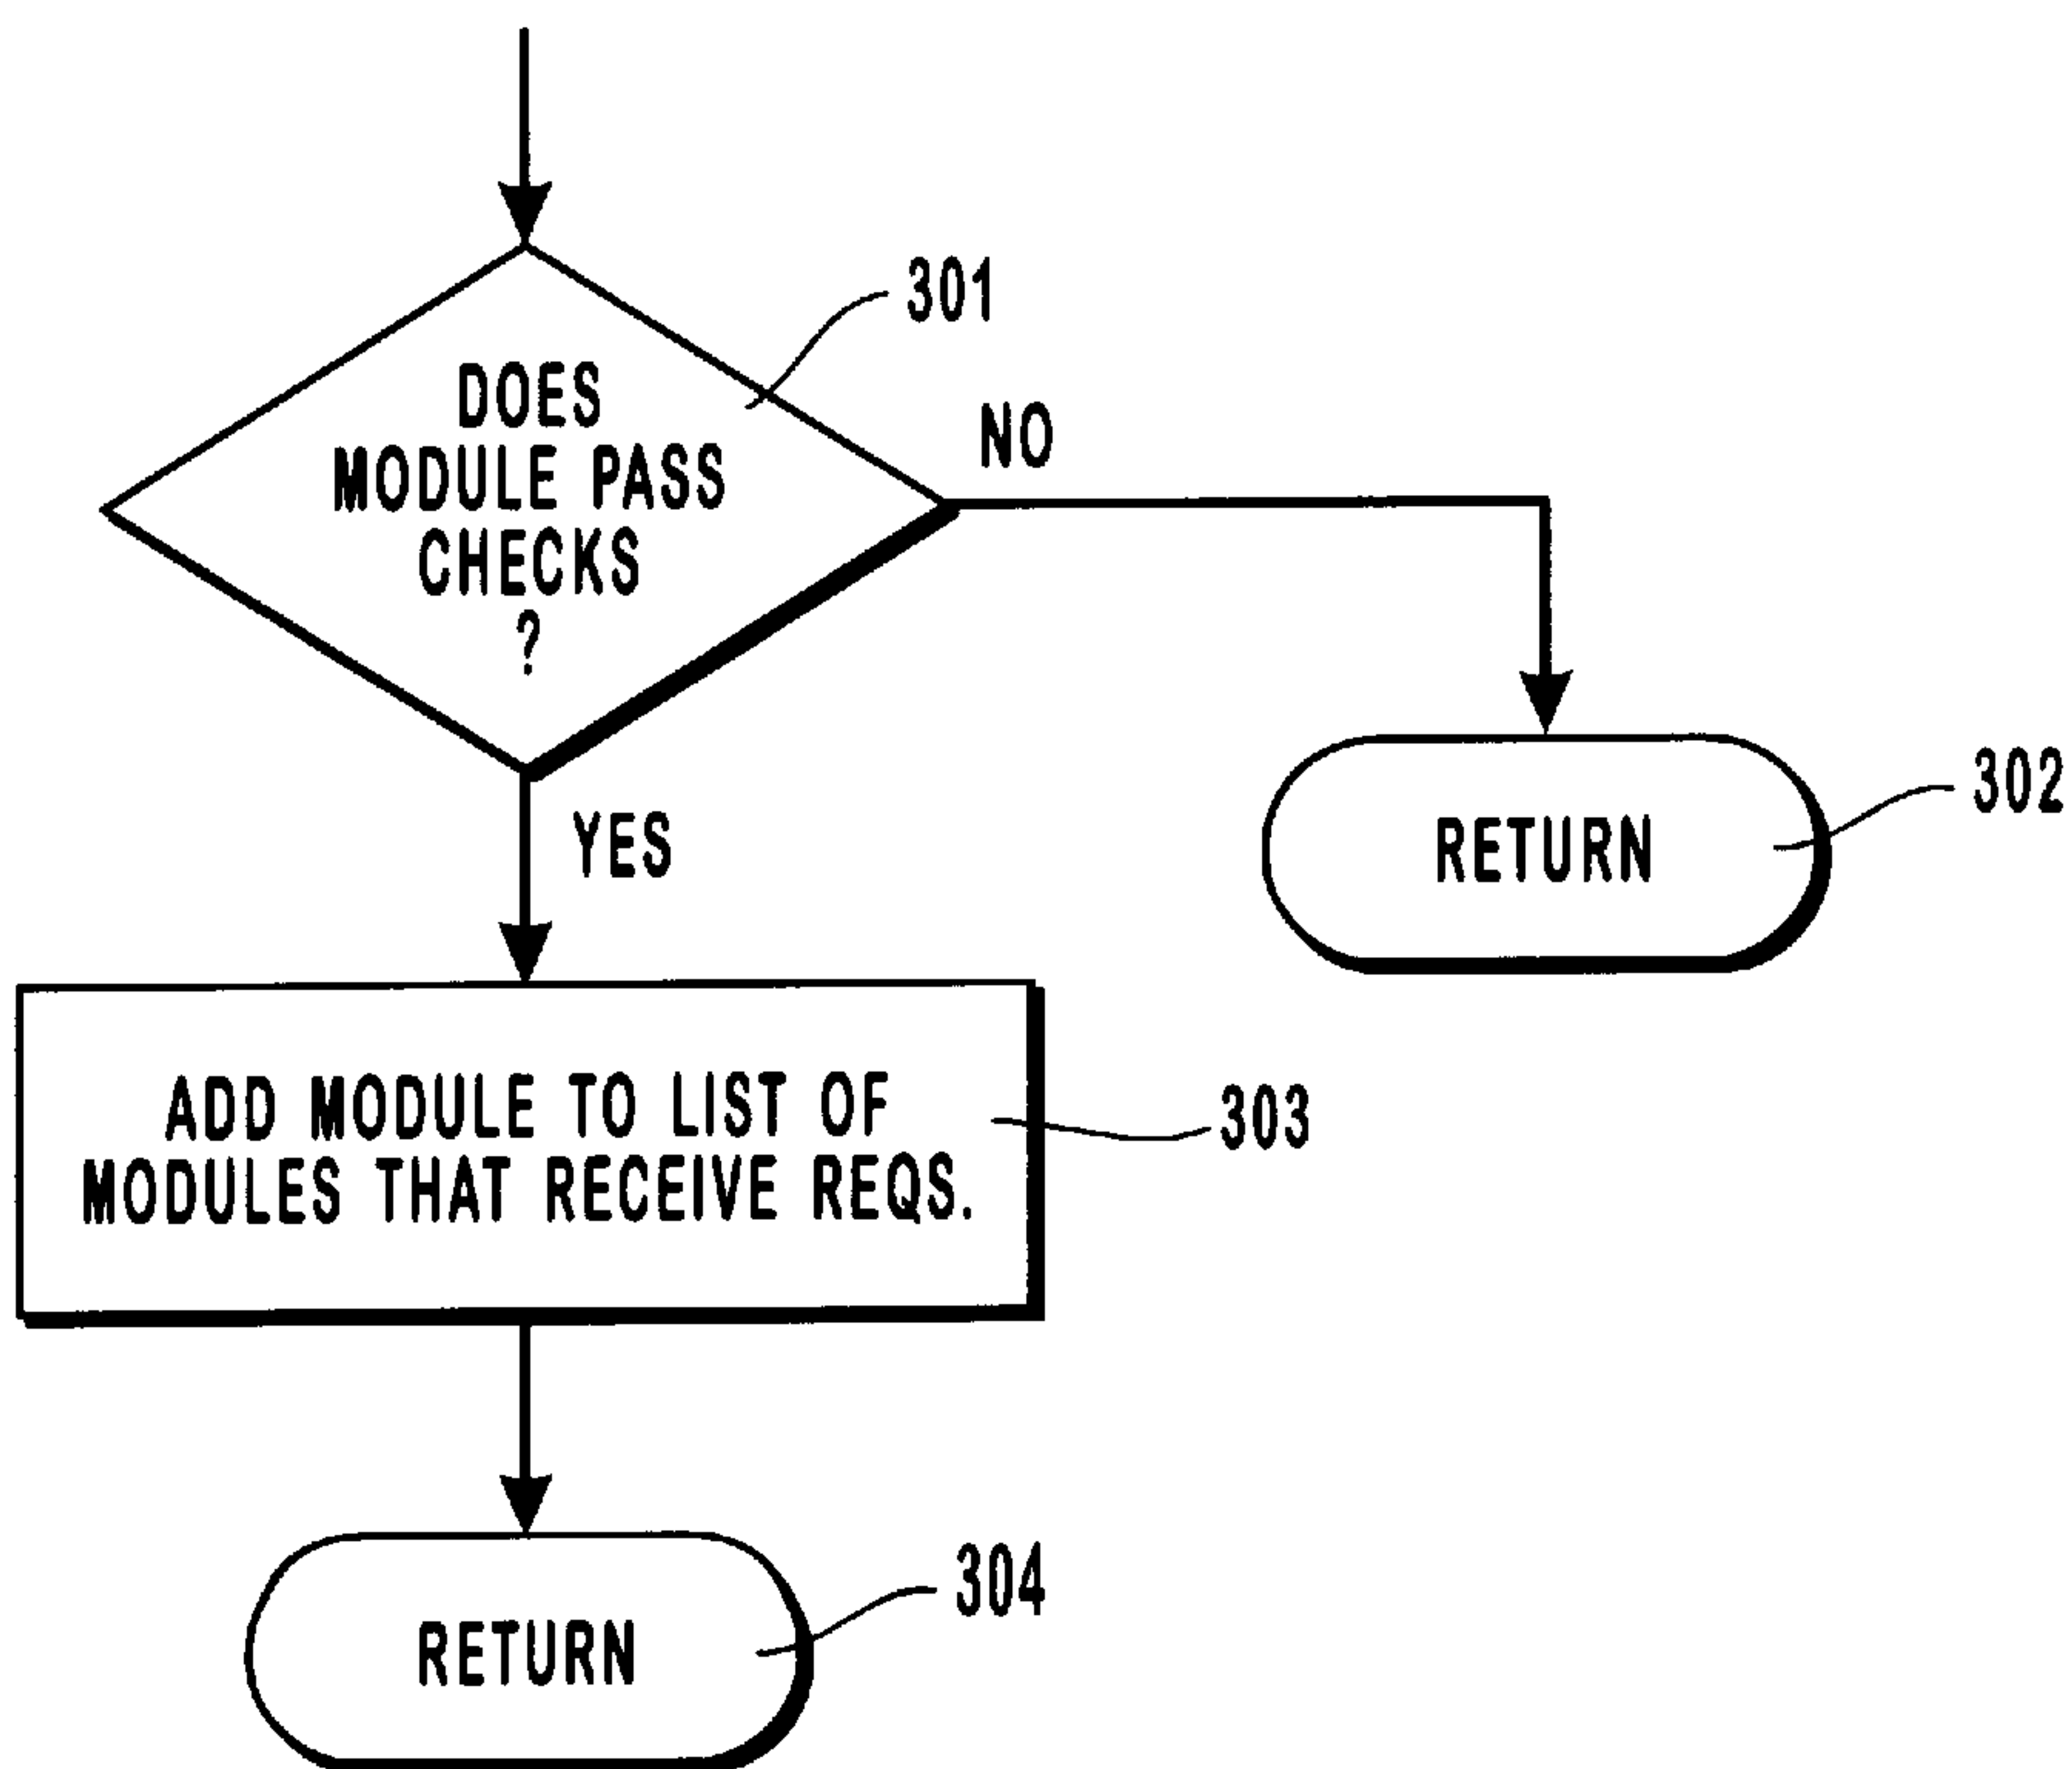 301
DOES
MODULE PASS
CHECKS
?
NO
YES
RETURN
302
ADD MODULE TO LIST OF
MODULES THAT RECEIVE REQS.
303
RETURN
304